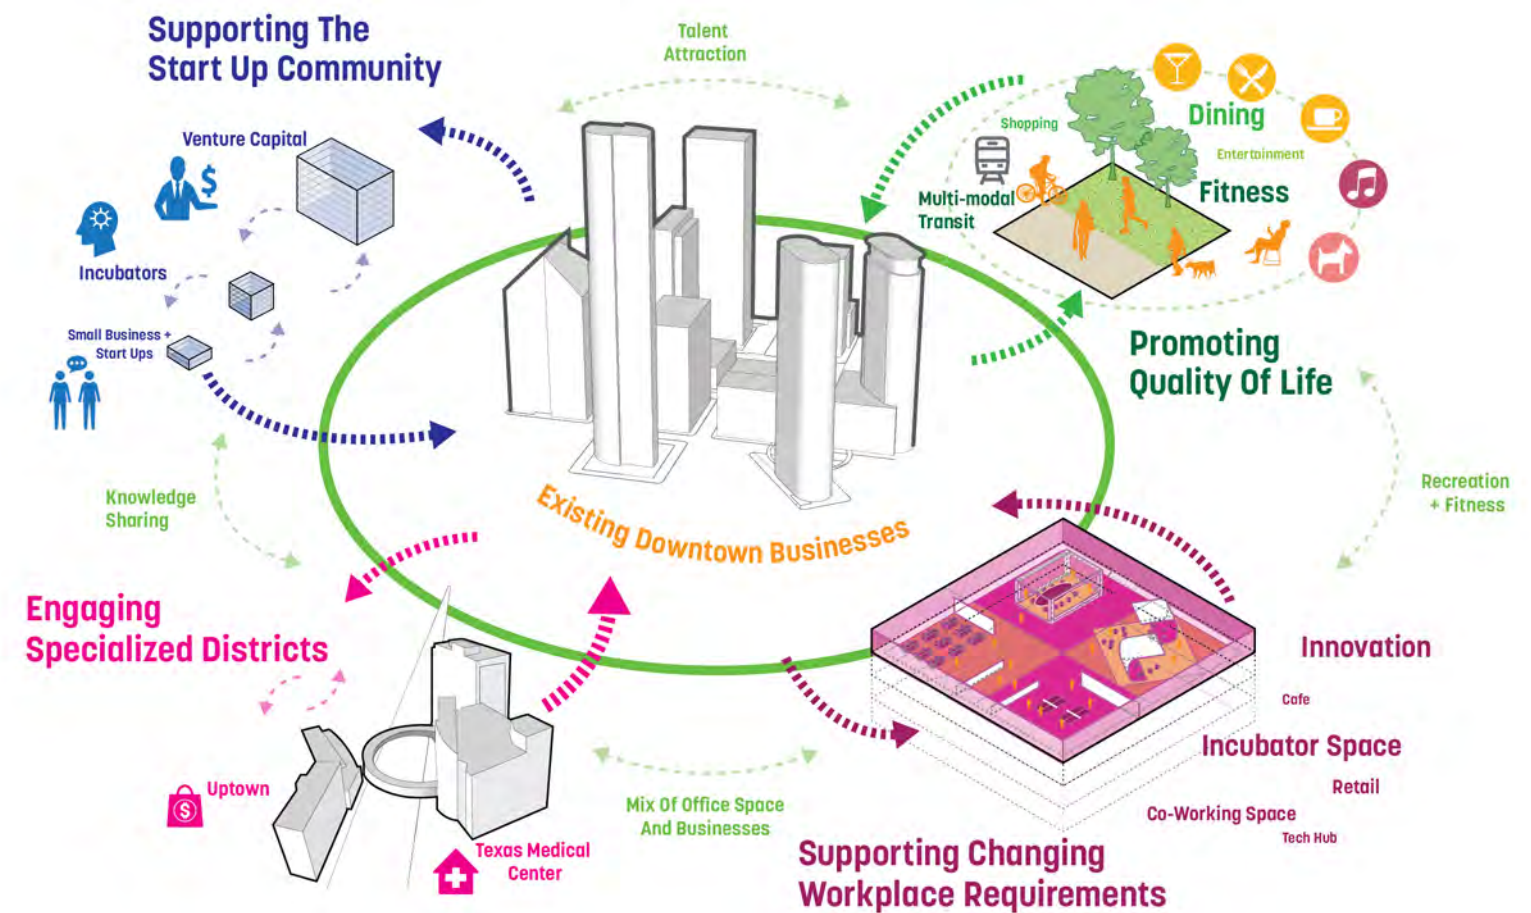 Supporting The
Start Up Community
Venture Capital
$
Incubators
Small Business +
Start Ups
Talent
Attraction
Shopping
Dining
Entertainment
Fitness
Multi-modal
Transit
Promoting
Quality Of Life
Knowledge
Sharing
Recreation
+ Fitness
Existing Downtown Businesses
Engaging
Specialized Districts
Uptown
$
Texas Medical
Center
Mix Of Office Space
And Businesses
Innovation
Cafe
Incubator Space
Retail
Co-Working Space
Tech Hub
Supporting Changing
Workplace Requirements